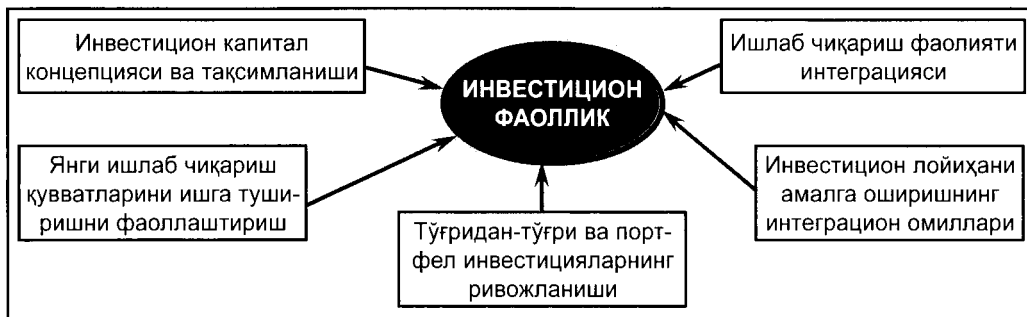 Инвестицион капитал
концепцияси ва тақсимланиши
ИНВЕСТИЦИОН
ФАОЛЛИК
Ишлаб чиқариш фаолияти
интеграцияси
Янги ишлаб чиқариш
қувватларини ишга туши-
ришни фаоллаштириш
Тўғридан-тўғри ва порт-
фел инвестицияларнинг
ривожланиши
Инвестицион лойиҳани
амалга оширишнинг
интеграцион омиллари